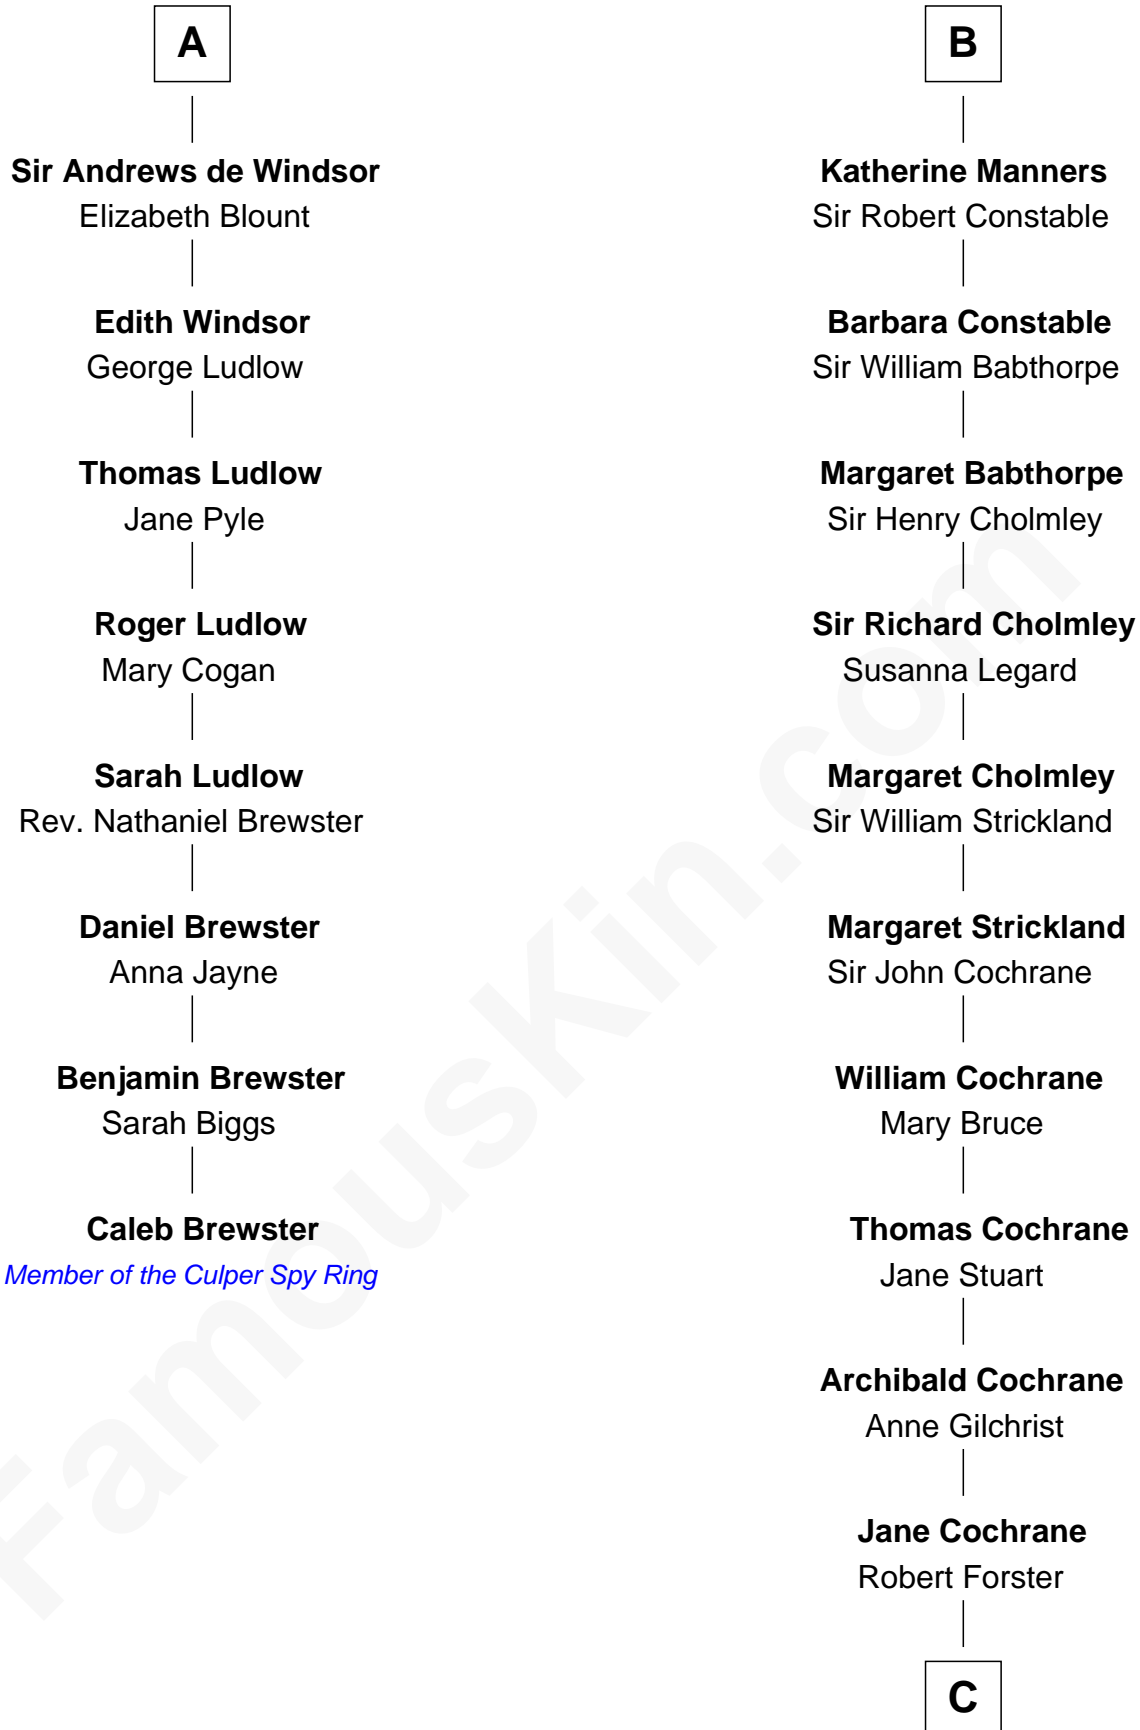 A
Sir Andrews de Windsor
Elizabeth Blount
Edith Windsor
George Ludlow
Thomas Ludlow
Jane Pyle
Roger Ludlow
Mary Cogan
Sarah Ludlow
Rev. Nathaniel Brewster
Daniel Brewster
Anna Jayne
Benjamin Brewster
Sarah Biggs
Caleb Brewster
Member of the Culper Spy Ring
B
Katherine Manners
Sir Robert Constable
Barbara Constable
Sir William Babthorpe
Margaret Babthorpe
Sir Henry Cholmley
Sir Richard Cholmley
Susanna Legard
Margaret Cholmley
Sir William Strickland
Margaret Strickland
Sir John Cochrane
William Cochrane
Mary Bruce
Thomas Cochrane
Jane Stuart
Archibald Cochrane
Anne Gilchrist
Jane Cochrane
Robert Forster
C
FamousKin.com